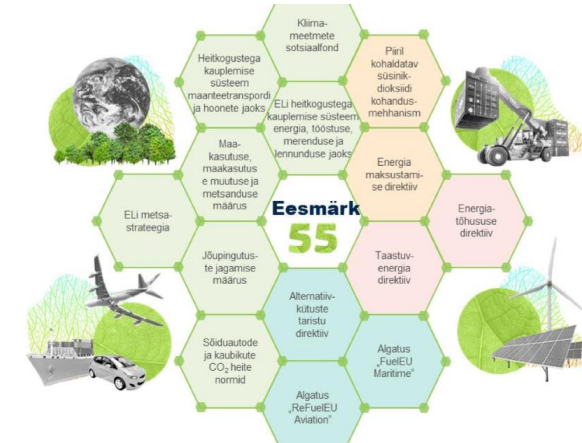 Kliima-
meetmete
sotsiaalfond
Heitkogustega
kauplemise
süsteem
maanteetranspordi
ja hoonete jaoks
Piiril
kohaldatav
süsinik-
dioksiidi
kohandus-
mehhanism
ELi heitkogustega
kauplemise süsteem
energia, tööstuse,
merenduse ja
lennunduse jaoks
Maa-
kasutuse,
maakasutus
e muutuse ja
metsanduse
määrus
Energia
maksustami-
se direktiiv
ELi metsa-
strateegia
Eesmärk
55
Energia-
tõhususe
direktiiv
Jõupingutus-
te jagamise
määrus
Taastuv-
energia
direktiiv
Alternatiiv-
kütuste
taristu
direktiiv
Sõiduautode
ja kaubikute
CO₂ heite
normid
Algatus
„FuelEU
Maritime"
Algatus
„ReFuelEU
Aviation"